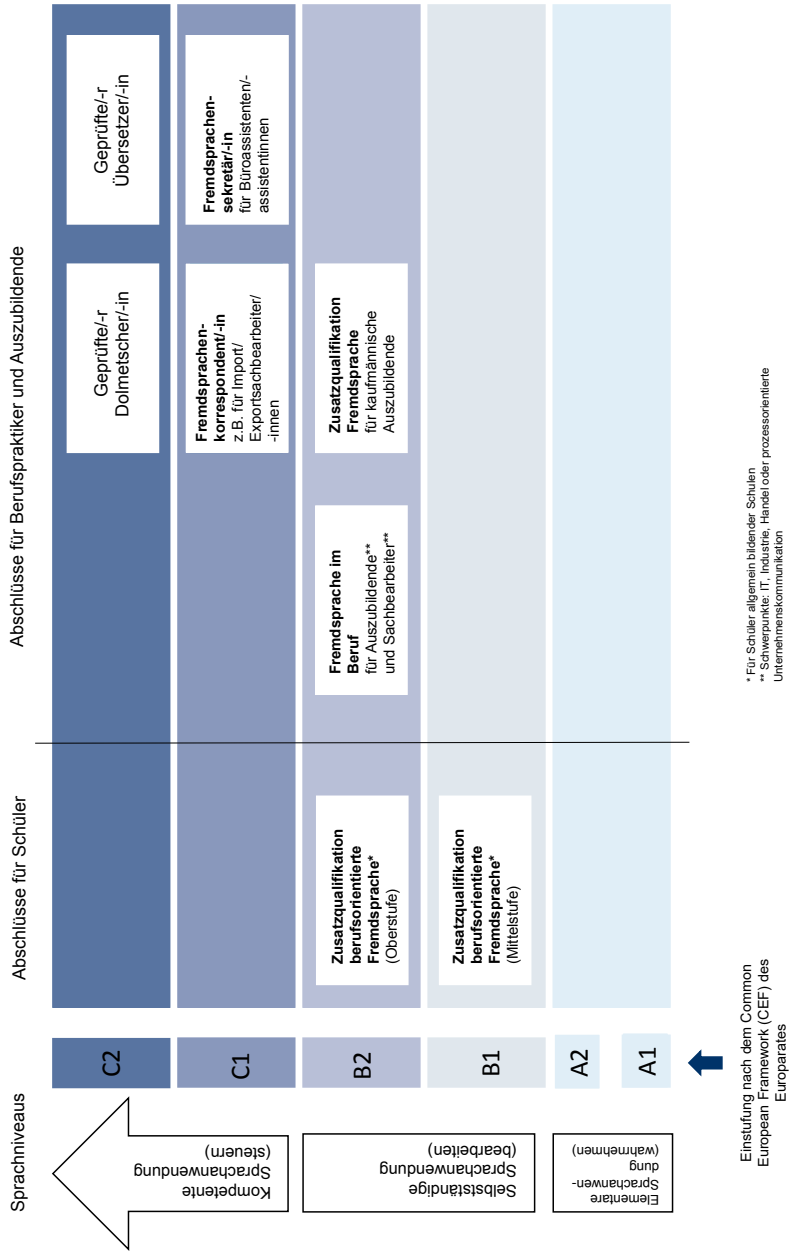 Sprachniveaus
Abschlüsse für Schüler
Abschlüsse für Berufspraktiker und Auszubildende
Kompetente
Sprachanwendung
(steuern)
C2
Geprüfte/-r
Dolmetscher/-in
Geprüfte/-r
Übersetzer/-in
C1
Fremdsprachen-
korrespondent/-in
z.B. für Import/
Exportsachbearbeiter/
-innen
Fremdsprachen-
sekretär/-in
für Büroassistenten/-
assistentinnen
Selbstständige
Sprachanwendung
(bearbeiten)
B2
Zusatzqualifikation
berufsorientierte
Fremdsprache*
(Oberstufe)
Fremdsprache im
Beruf
für Auszubildende**
und Sachbearbeiter**
Zusatzqualifikation
Fremdsprache
für kaufmännische
Auszubildende
B1
Zusatzqualifikation
berufsorientierte
Fremdsprache*
(Mittelstufe)
Elementare
Sprachanwen-
dung
(wahrnehmen)
A2
A1
Einstufung nach dem Common
European Framework (CEF) des
Europarates
* Für Schüler allgemein bildender Schulen
** Schwerpunkte: IT, Industrie, Handel oder prozessorientierte
Unternehmenskommunikation